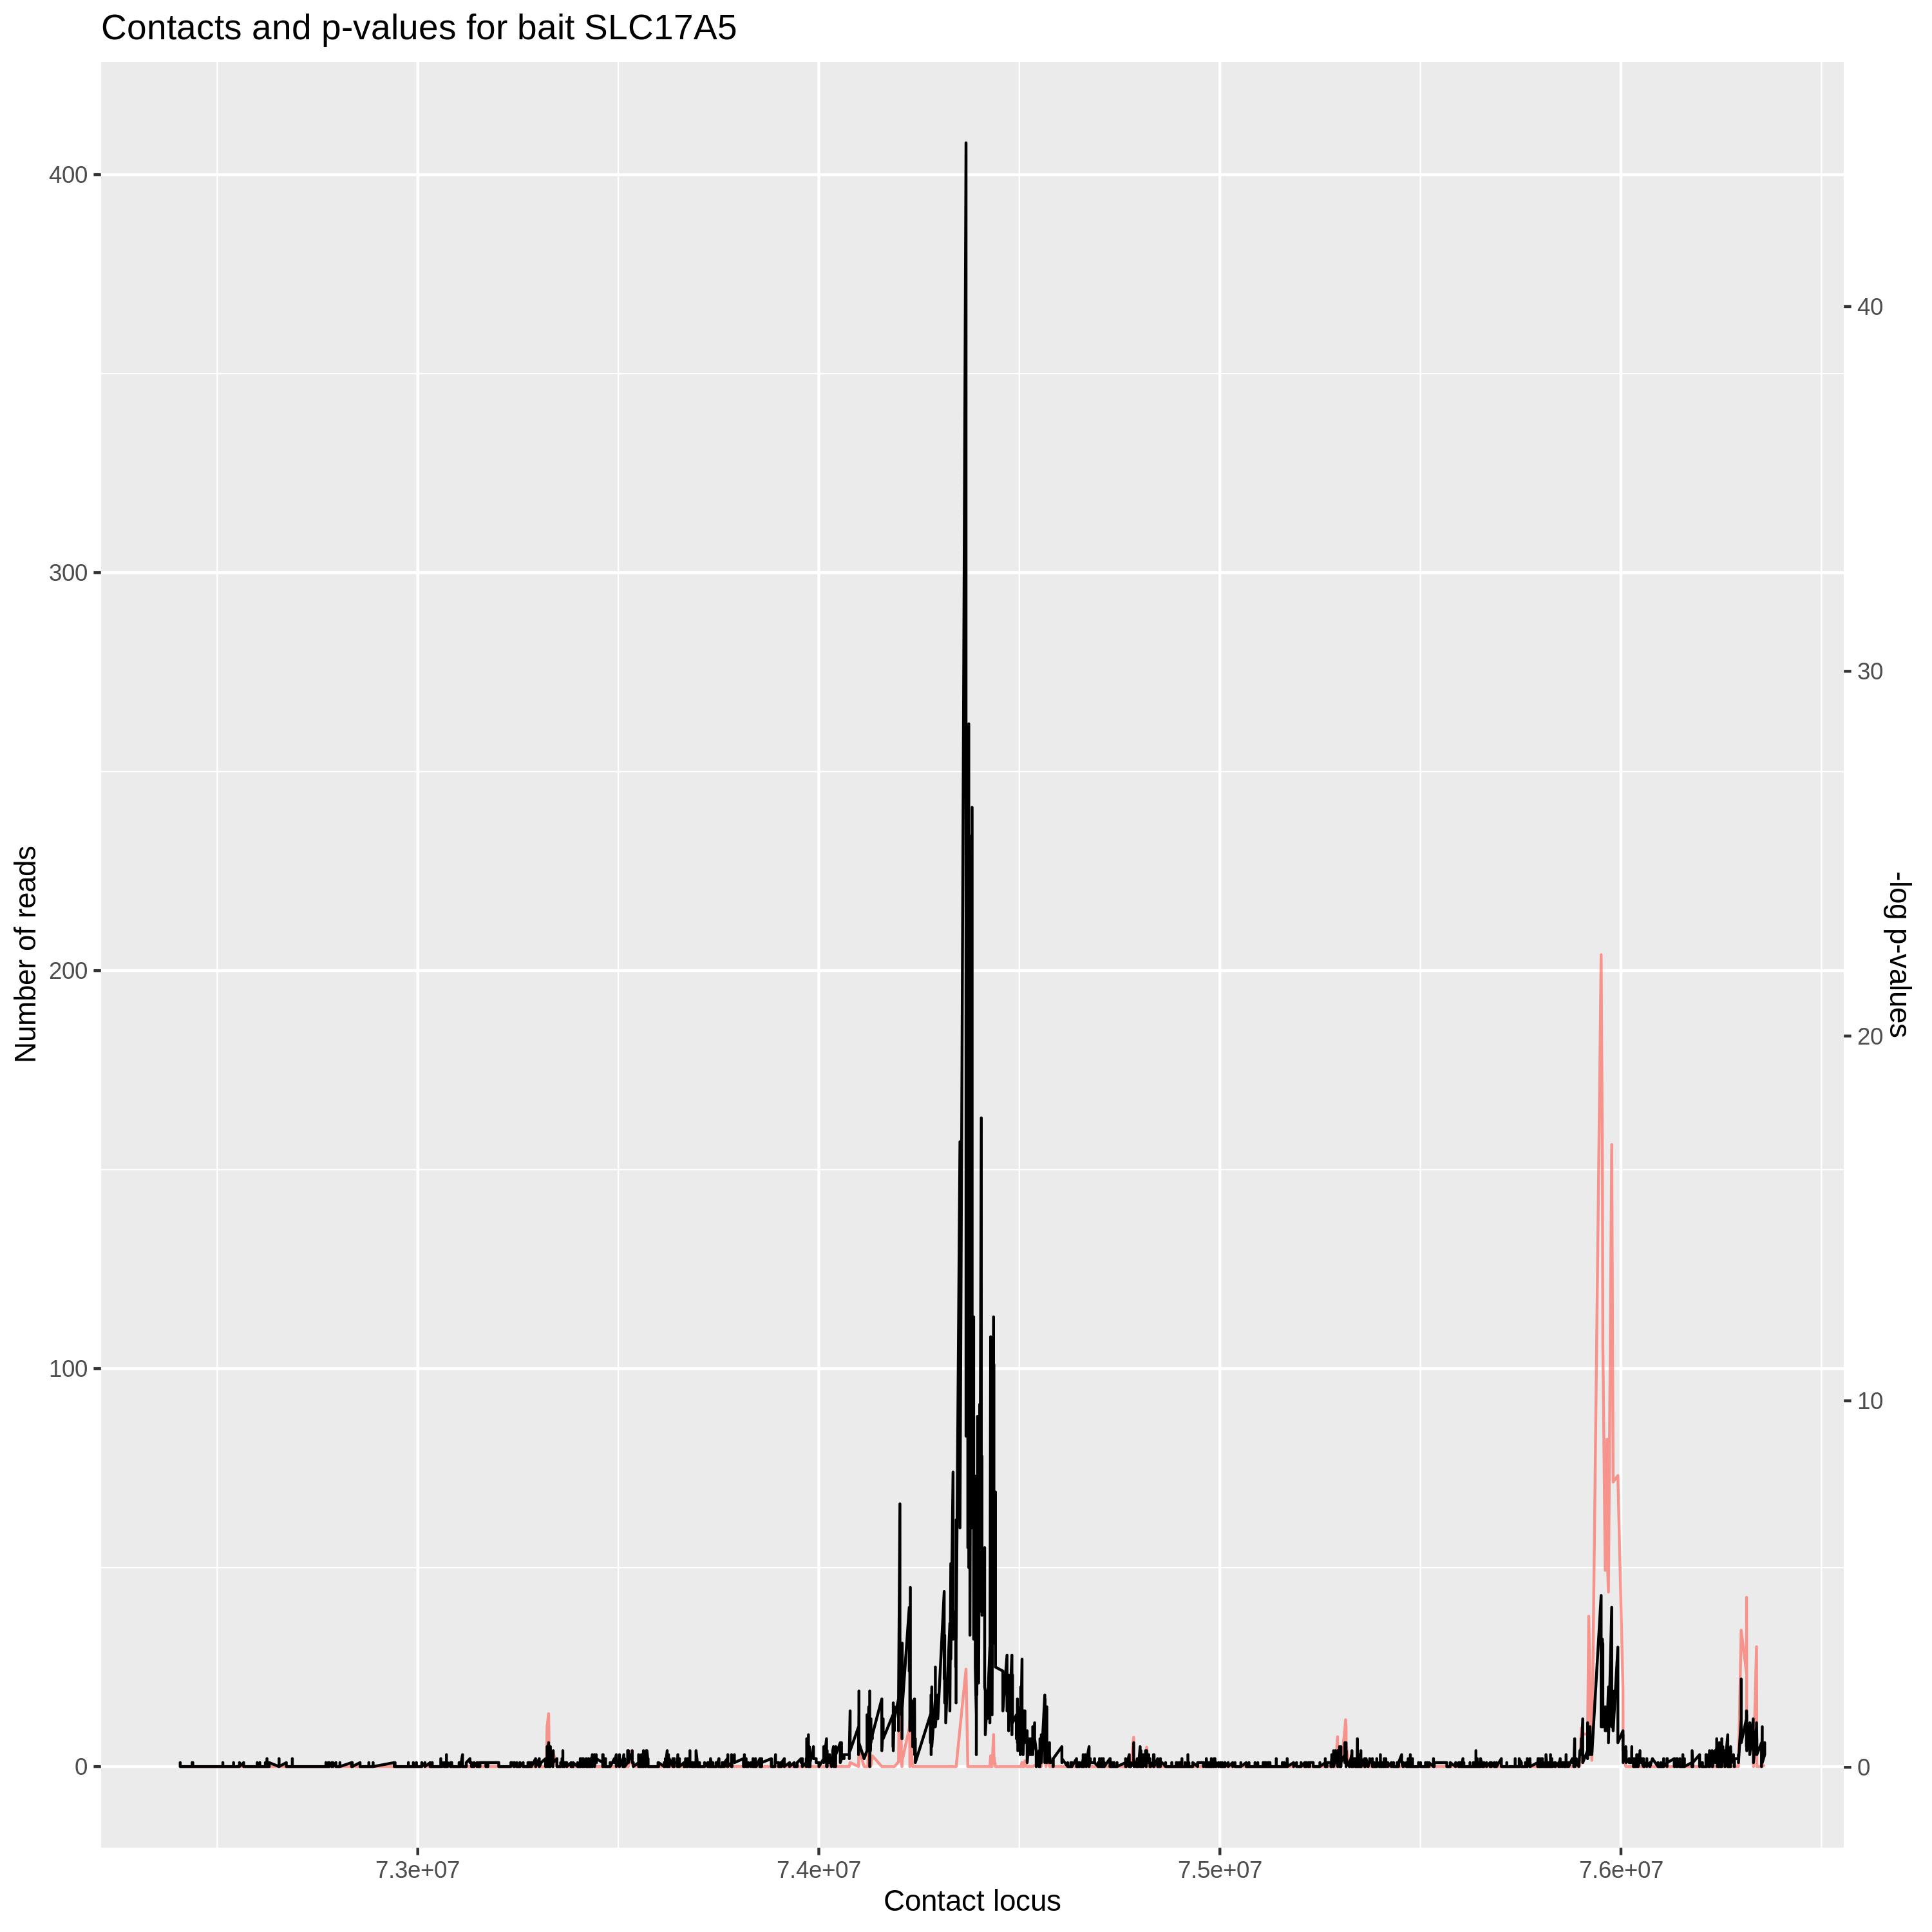 Contacts and p-values for bait SLC17A5
400
300
200
100
0
Number of reads
40
30
20
10
0
-log p-values
7.3e+07
7.4e+07
7.5e+07
7.6e+07
Contact locus